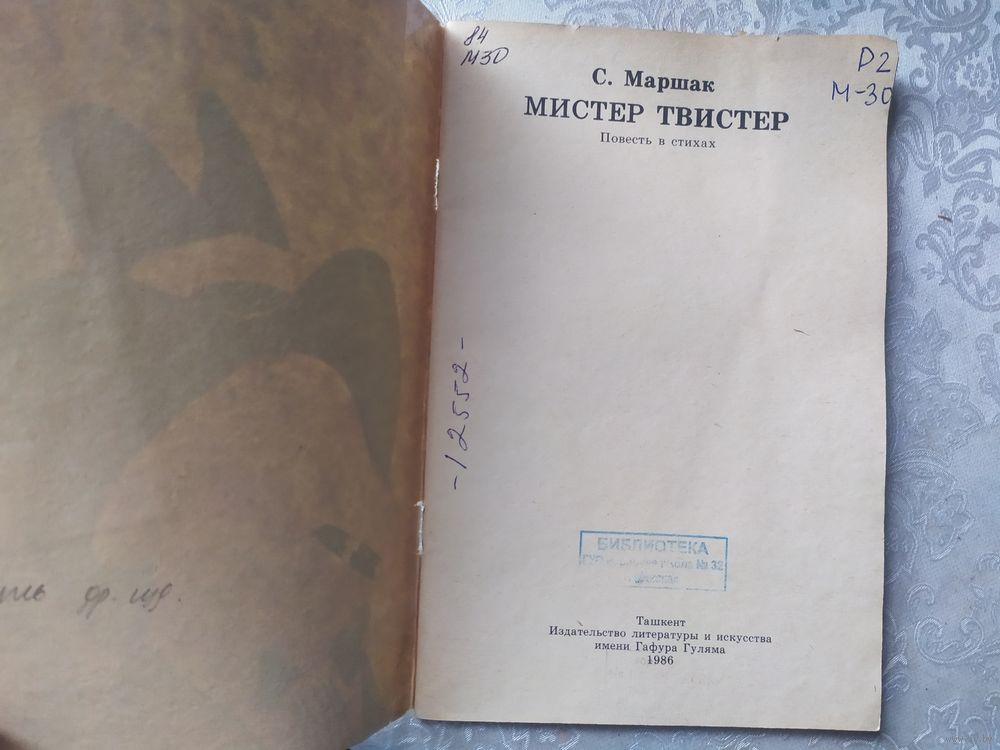 84
М30
Р2
М-30
С. Маршак
МИСТЕР ТВИСТЕР
Повесть в стихах
-12552-
БИБЛИОТЕКА
№ 32
Ташкент
Издательство литературы и искусства
имени Гафура Гуляма
1986